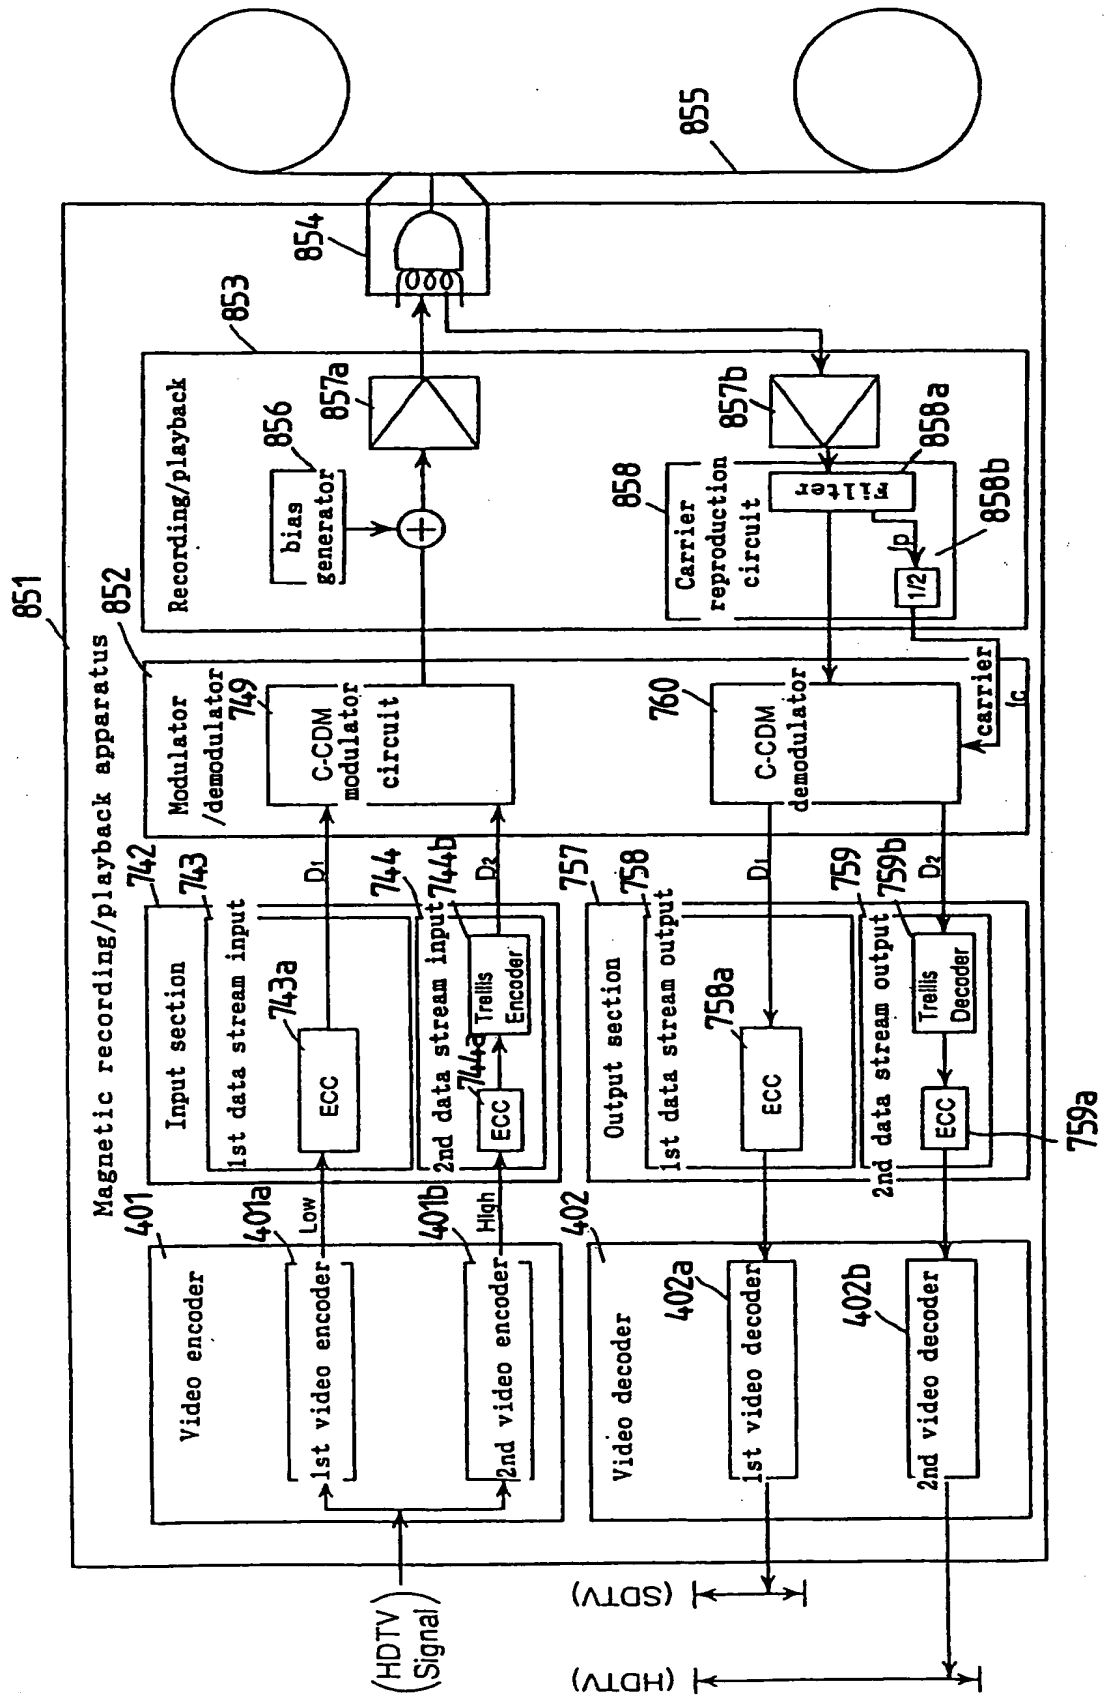 851
Magnetic recording/playback apparatus
401
Video encoder
401a
1st video encoder
Low
401b
2nd video encoder
High
(HDTV)
(Signal)
742
Input section
743
1st data stream input
743a
ECC
D1
744
2nd data stream input
744a
ECC
744b
Trellis
Encoder
D2
852
Modulator
/demodulator
749
C-CDM
modulator
circuit
853
Recording/playback
856
bias
generator
857a
854
855
402
Video decoder
402a
1st video decoder
402b
2nd video decoder
(SDTV)
(HDTV)
757
Output section
758
1st data stream output
758a
ECC
D1
759
2nd data stream output
759a
ECC
759b
Trellis
Decoder
D2
760
C-CDM
demodulator
carrier
fc
858
Carrier
reproduction
circuit
857b
Filter
858a
fp
1/2
858b